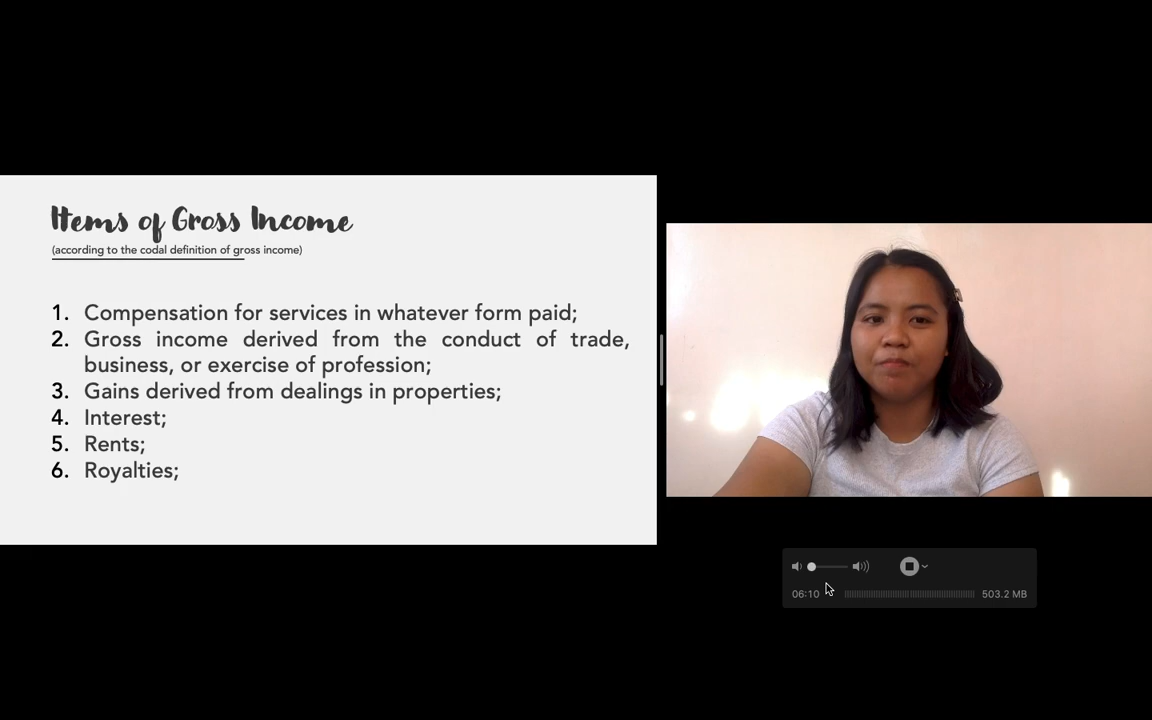 Items of Gross Income
(according to the codal definition of gross income)
1. Compensation for services in whatever form paid;
2. Gross income derived from the conduct of trade,
business, or exercise of profession;
3. Gains derived from dealings in properties;
4. Interest;
5. Rents;
6. Royalties;
06:10
503.2 MB